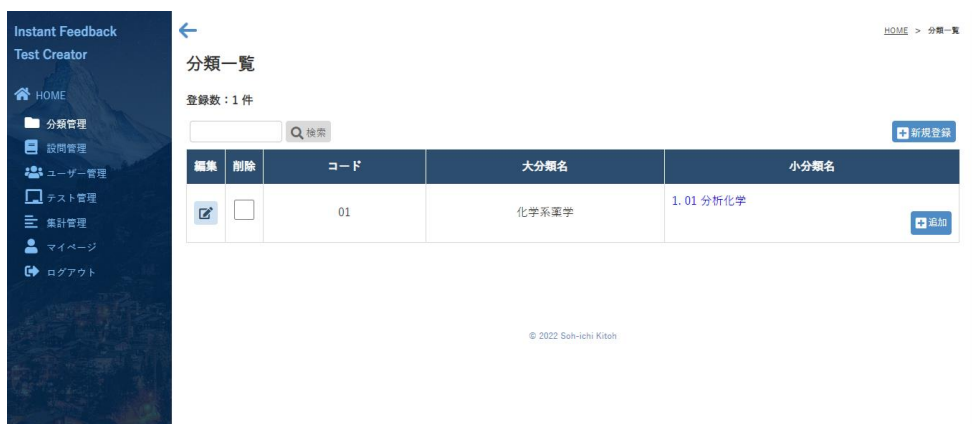 Instant Feedback
Test Creator
HOME
分類管理
設問管理
ユーザー管理
テスト管理
集計管理
マイページ
ログアウト
HOME > 分類一覧
分類一覧
登録数：1 件
検索
新規登録
編集 削除 コード 大分類名 小分類名
01 化学系薬学 1. 01 分析化学
追加
© 2022 Soh-ichi Kitoh